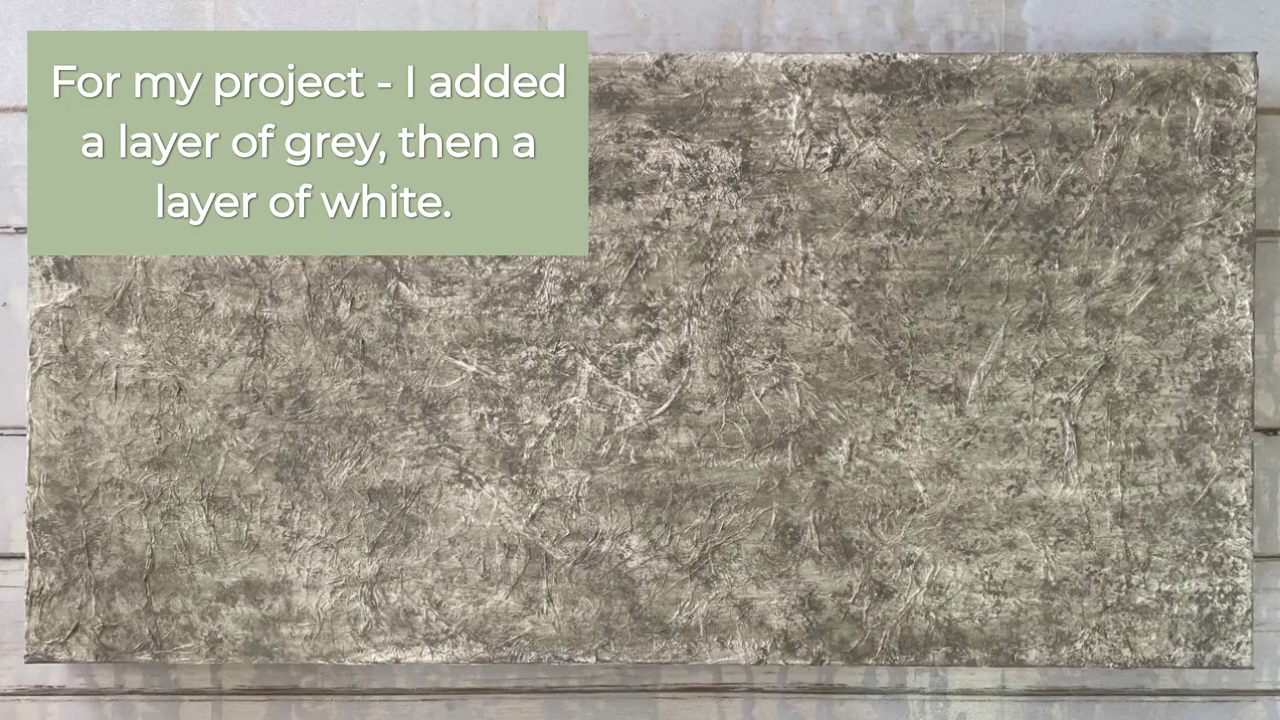 For my project - I added
a layer of grey, then a
layer of white.